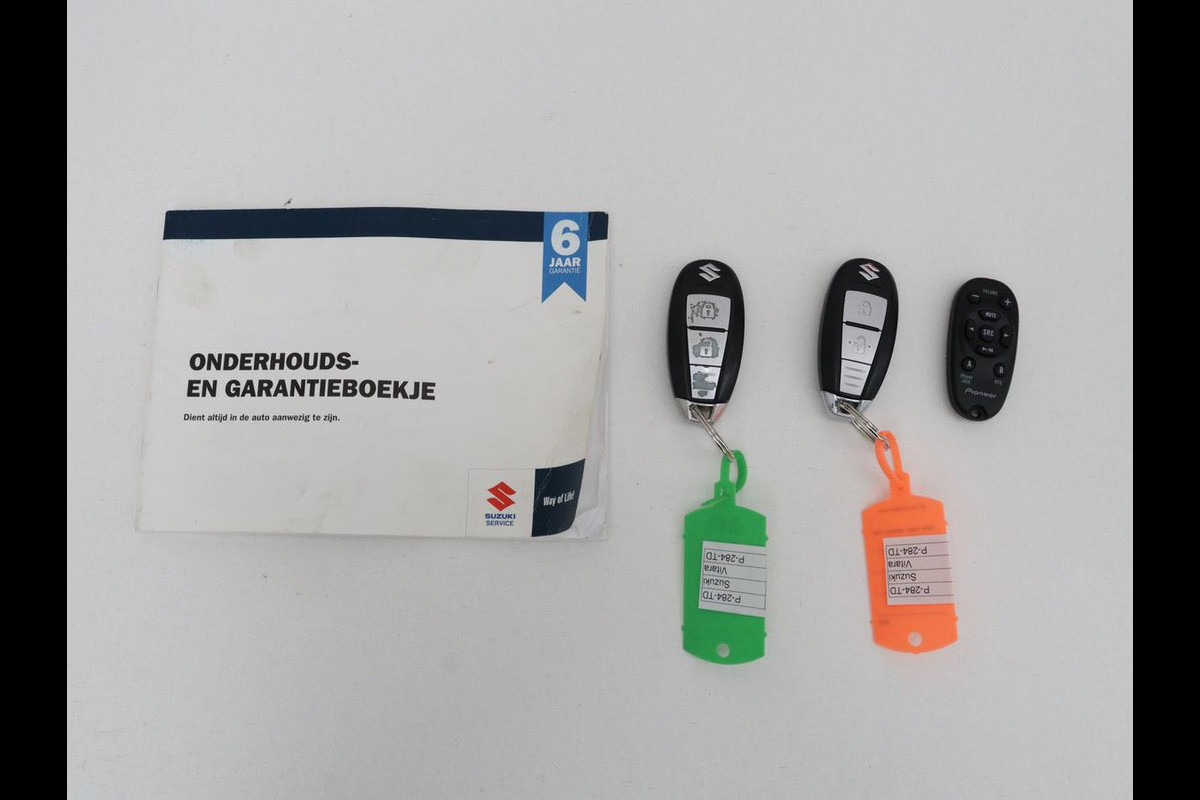 6
JAAR
GARANTIE
ONDERHOUDS-
EN GARANTIEBOEKJE
Dient altijd in de auto aanwezig te zijn.
SUZUKI
SERVICE
Way of Life!
P-284-TD
Suzuki
Vitara
P-284-TD
P-284-TD
Suzuki
Vitara
P-284-TD
VOLUME
- +
MUTE
SRC
A B
Pioneer